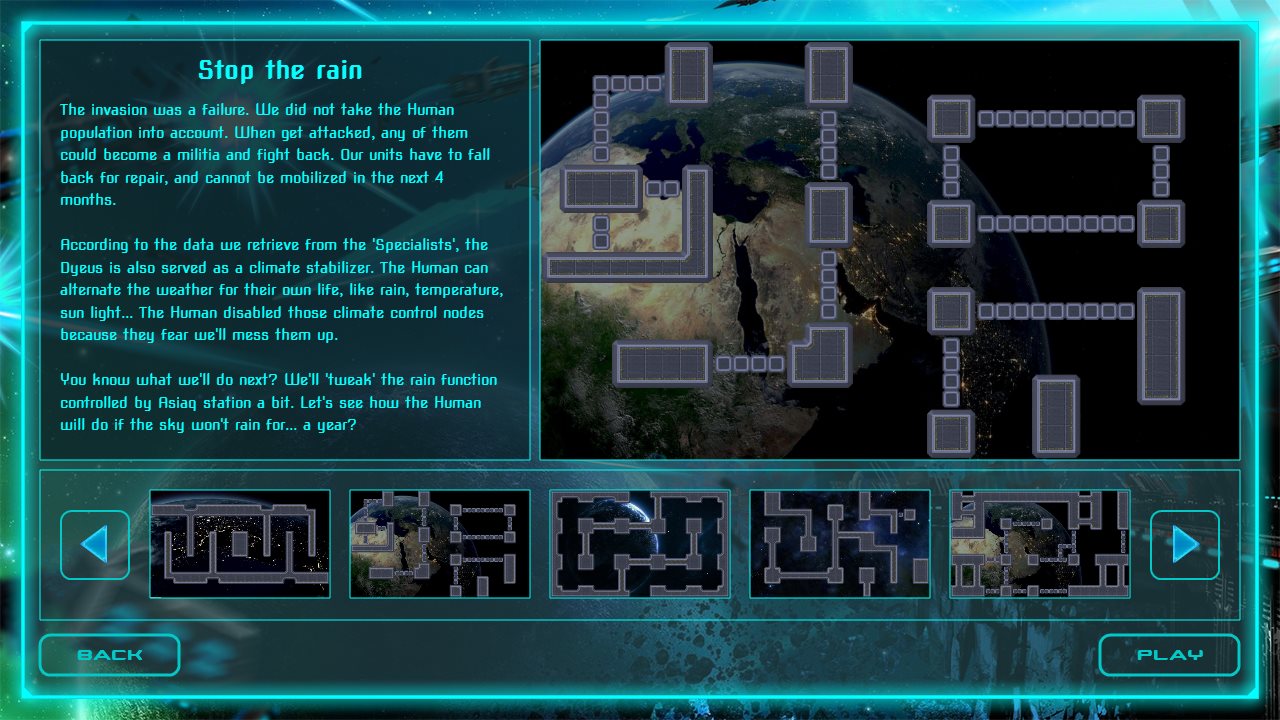 Stop the rain
The invasion was a failure. We did not take the Human
population into account. When get attacked, any of them
could become a militia and fight back. Our units have to fall
back for repair, and cannot be mobilized in the next 4
months.
According to the data we retrieve from the 'Specialists', the
Dyeus is also served as a climate stabilizer. The Human can
alternate the weather for their own life, like rain, temperature,
sun light... The Human disabled those climate control nodes
because they fear we'll mess them up.
You know what we'll do next? We'll 'tweak' the rain function
controlled by Asiaq station a bit. Let's see how the Human
will do if the sky won't rain for... a year?
BACK
PLAY